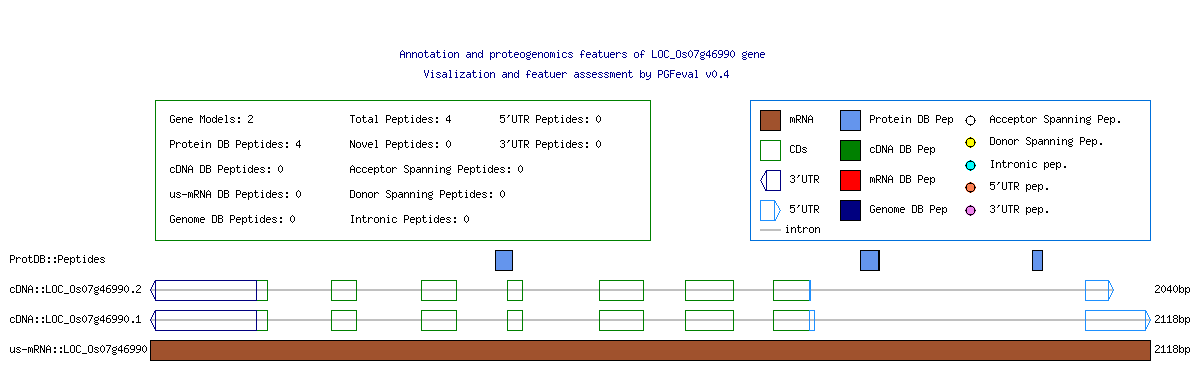 Annotation and proteogenomics featuers of LOC_Os07g46990 gene
Visalization and featuer assessment by PGFeval v0.4
Gene Models: 2 Total Peptides: 4 5'UTR Peptides: 0
Protein DB Peptides: 4 Novel Peptides: 0 3'UTR Peptides: 0
cDNA DB Peptides: 0 Acceptor Spanning Peptides: 0
us-mRNA DB Peptides: 0 Donor Spanning Peptides: 0
Genome DB Peptides: 0 Intronic Peptides: 0
mRNA Protein DB Pep Acceptor Spanning Pep.
CDs cDNA DB Pep Donor Spanning Pep.
3'UTR mRNA DB Pep Intronic pep.
5'UTR Genome DB Pep 5'UTR pep.
intron 3'UTR pep.
ProtDB::Peptides
cDNA::LOC_Os07g46990.2 2040bp
cDNA::LOC_Os07g46990.1 2118bp
us-mRNA::LOC_Os07g46990 2118bp